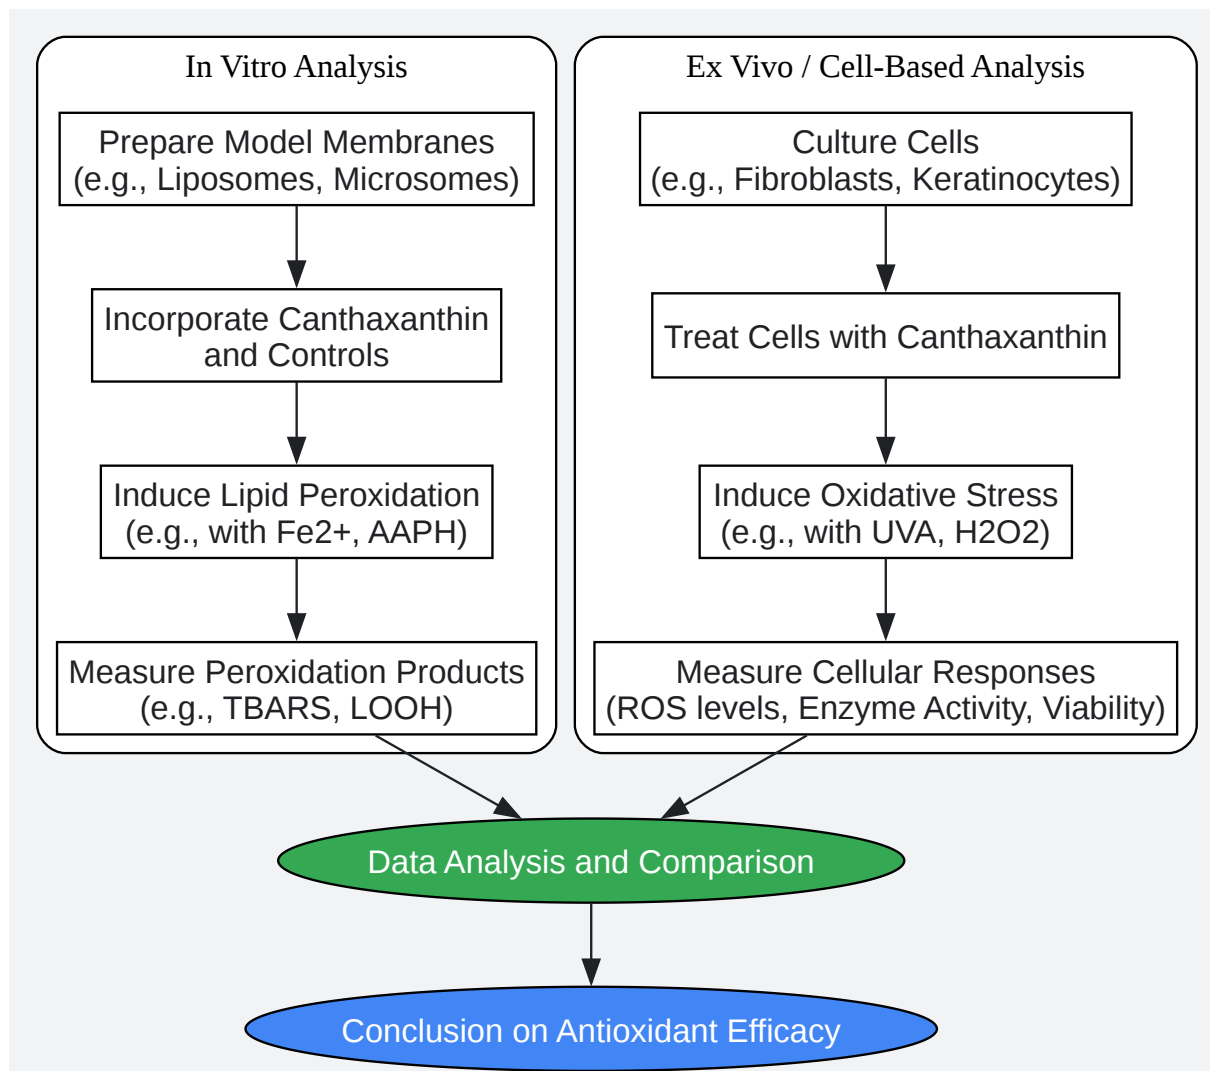 In Vitro Analysis
Prepare Model Membranes
(e.g., Liposomes, Microsomes)
Incorporate Canthaxanthin
and Controls
Induce Lipid Peroxidation
(e.g., with Fe2+, AAPH)
Measure Peroxidation Products
(e.g., TBARS, LOOH)
Ex Vivo / Cell-Based Analysis
Culture Cells
(e.g., Fibroblasts, Keratinocytes)
Treat Cells with Canthaxanthin
Induce Oxidative Stress
(e.g., with UVA, H2O2)
Measure Cellular Responses
(ROS levels, Enzyme Activity, Viability)
Data Analysis and Comparison
Conclusion on Antioxidant Efficacy